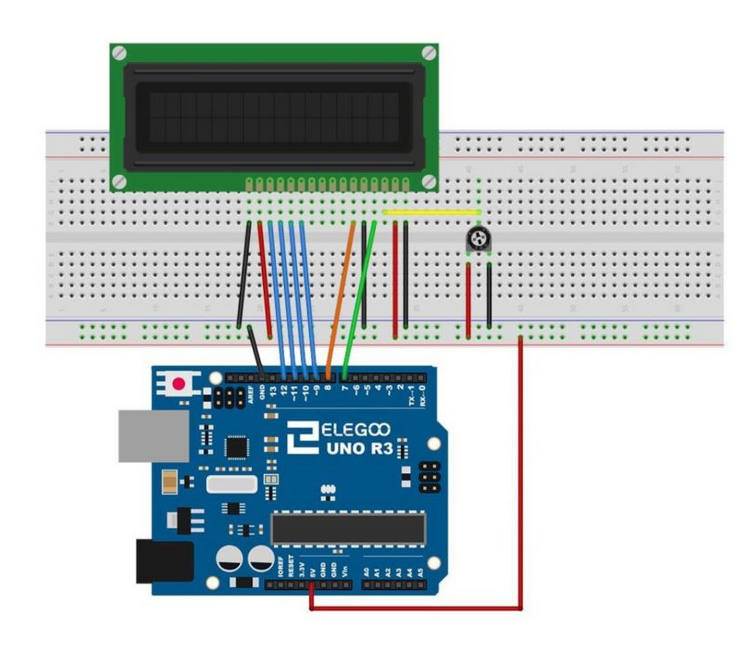 AREF
GND
13
12
~11
~10
~9
8
7
~6
~5
4
~3
2
TX→1
RX←0
ELEGOO
UNO R3
IOREF
RESET
3.3V
5V
GND
GND
Vin
A0
A1
A2
A3
A4
A5